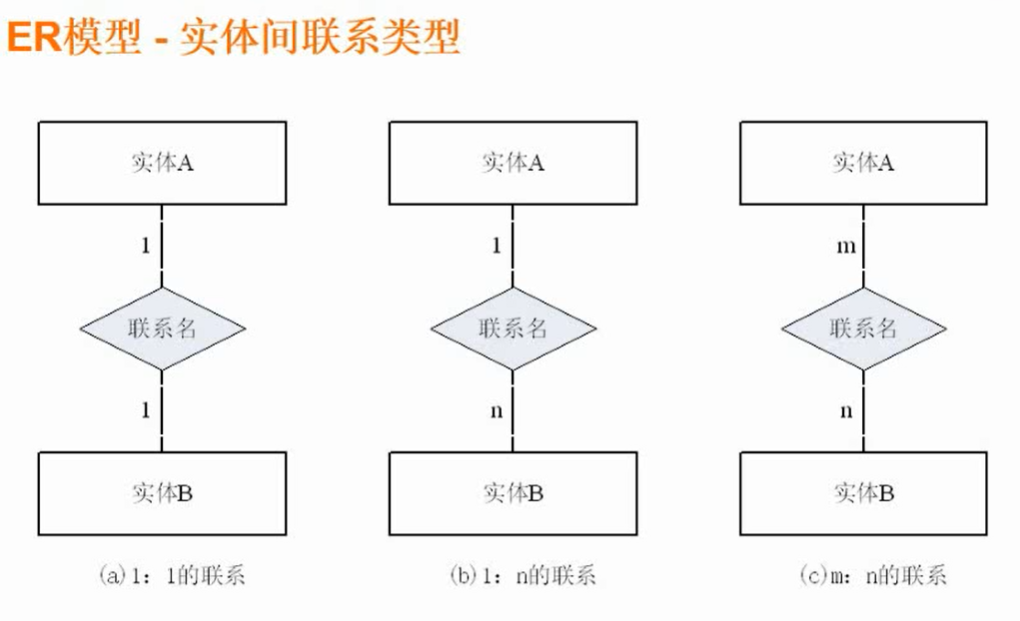 ER模型 - 实体间联系类型
实体A
1
联系名
1
实体B
(a)1：1的联系
实体A
1
联系名
n
实体B
(b)1：n的联系
实体A
m
联系名
n
实体B
(c)m：n的联系